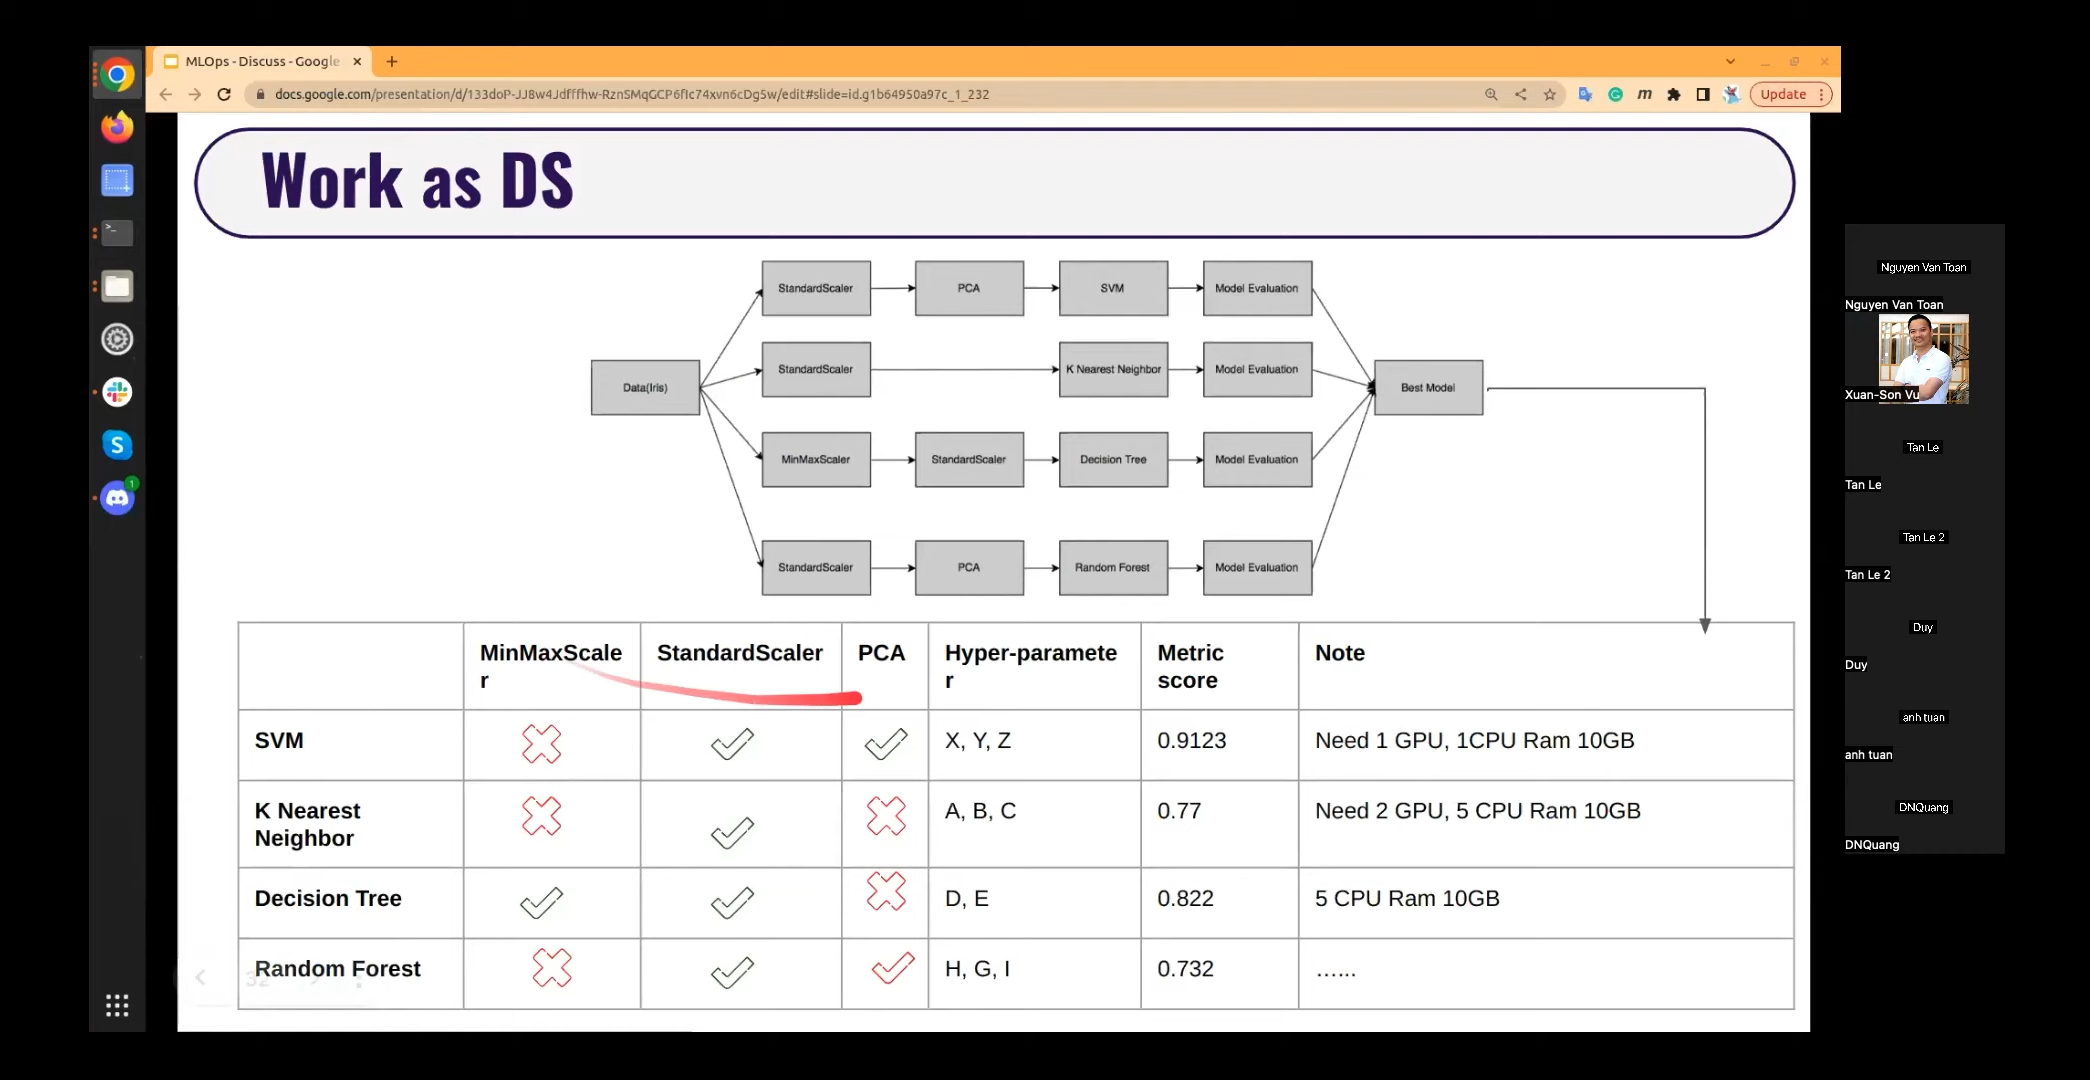 MLOps - Discuss - Google
docs.google.com/presentation/d/133doP-JJ8w4Jdfffhw-RznSMqGCP6fIc74xvn6cDg5w/edit#slide=id.g1b64950a97c_1_232
Update
Work as DS
StandardScaler
PCA
SVM
Model Evaluation
StandardScaler
K Nearest Neighbor
Model Evaluation
Data(Iris)
Best Model
MinMaxScaler
StandardScaler
Decision Tree
Model Evaluation
StandardScaler
PCA
Random Forest
Model Evaluation
MinMaxScale
r
StandardScaler
PCA
Hyper-paramete
r
Metric
score
Note
SVM
X, Y, Z
0.9123
Need 1 GPU, 1CPU Ram 10GB
K Nearest
Neighbor
A, B, C
0.77
Need 2 GPU, 5 CPU Ram 10GB
Decision Tree
D, E
0.822
5 CPU Ram 10GB
Random Forest
H, G, I
0.732
......
32
Nguyen Van Toan
Nguyen Van Toan
Xuan-Son Vu
Tan Le
Tan Le
Tan Le 2
Tan Le 2
Duy
Duy
anh tuan
anh tuan
DNQuang
DNQuang